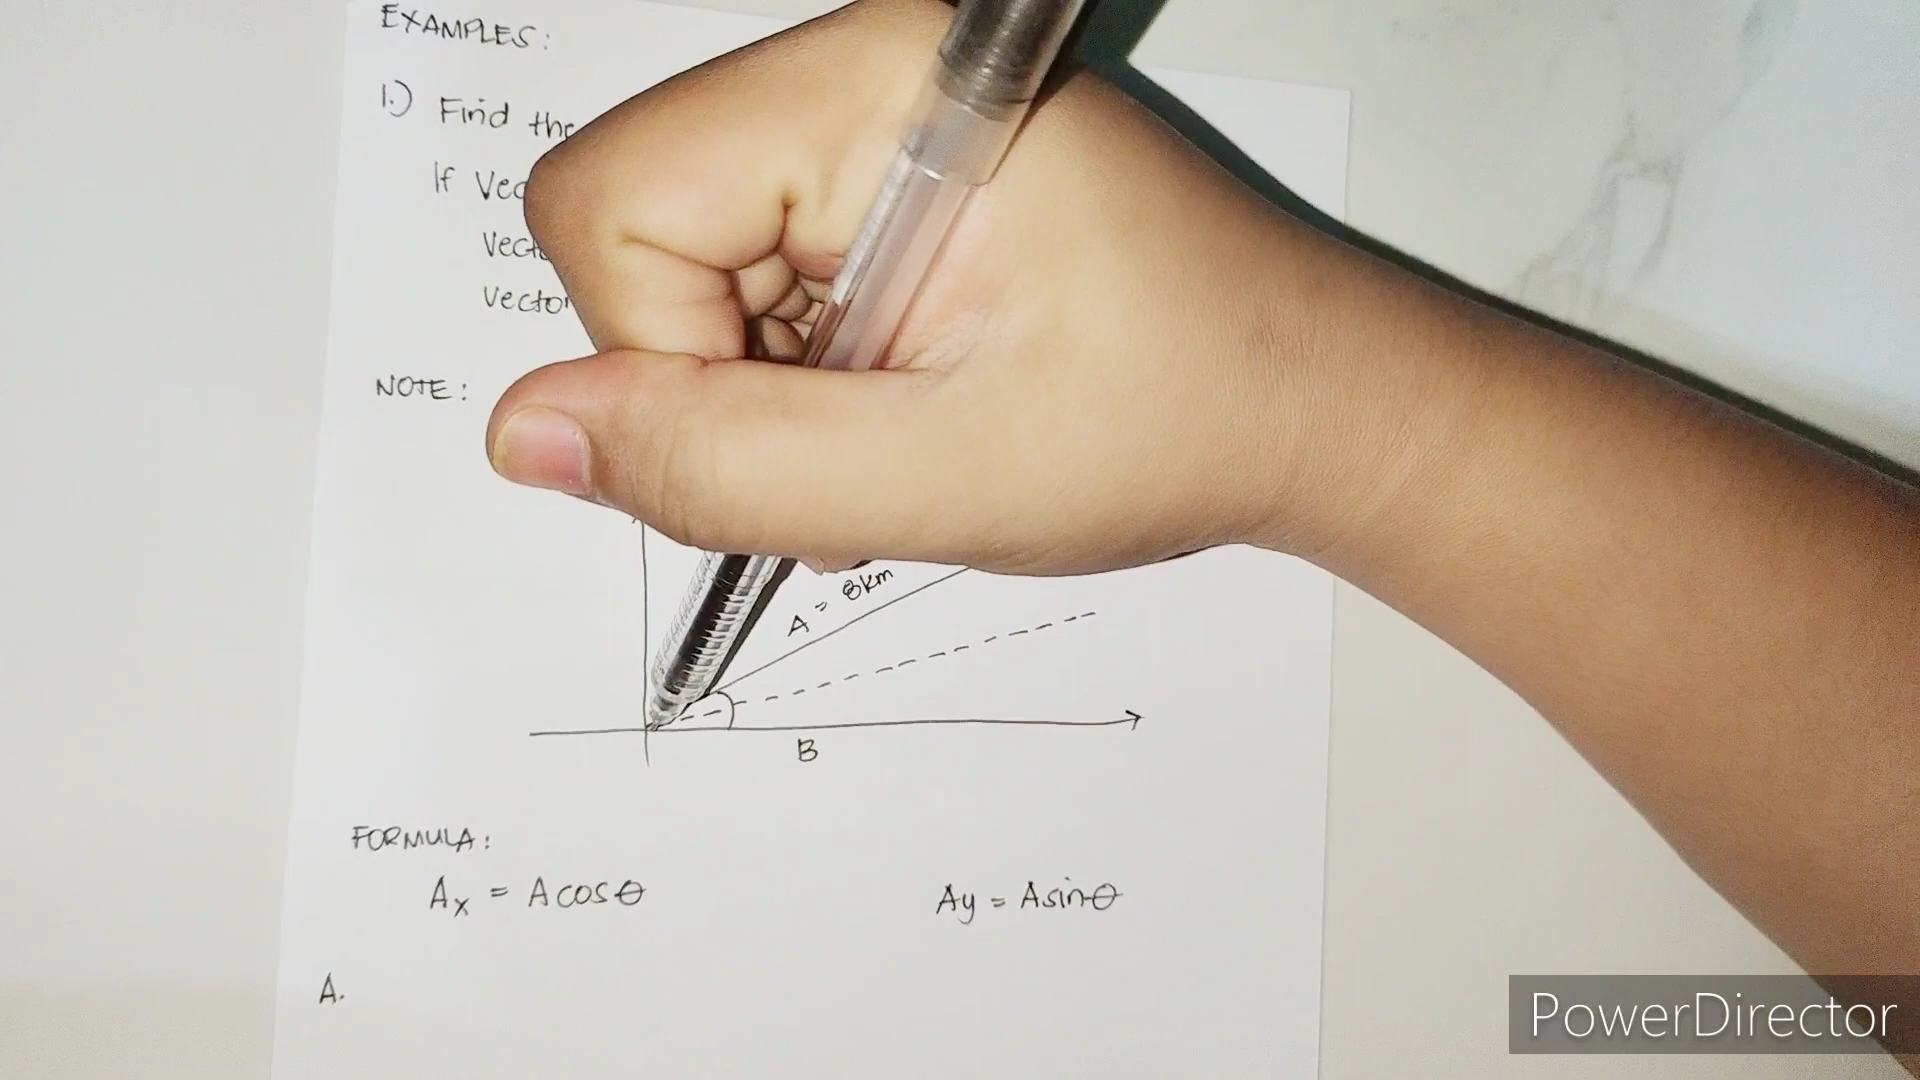 EXAMPLES:
1.) Find the
If Vec
Vect
Vector
NOTE:
A = 8km
B
FORMULA:
Ax = A cos θ
Ay = A sin θ
A.
PowerDirector